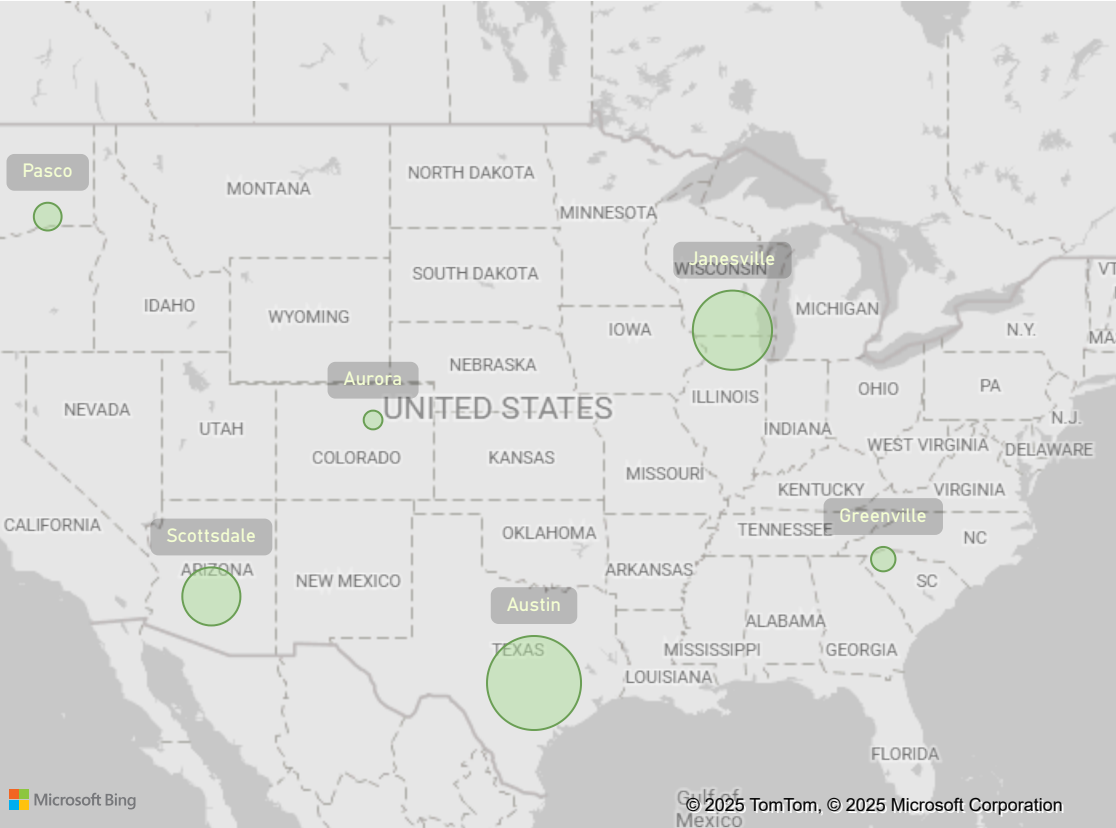 Pasco
MONTANA
NORTH DAKOTA
MINNESOTA
Janesville
WISCONSIN
SOUTH DAKOTA
VT
IDAHO
WYOMING
IOWA
MICHIGAN
N.Y.
MA
NEBRASKA
Aurora
UNITED STATES
ILLINOIS
OHIO
PA
NEVADA
UTAH
N.J.
INDIANA
WEST VIRGINIA
DELAWARE
COLORADO
KANSAS
MISSOURI
KENTUCKY
VIRGINIA
CALIFORNIA
Greenville
Scottsdale
OKLAHOMA
TENNESSEE
NC
ARIZONA
NEW MEXICO
ARKANSAS
SC
Austin
ALABAMA
TEXAS
MISSISSIPPI
GEORGIA
LOUISIANA
FLORIDA
Microsoft Bing
Gulf of
Mexico
© 2025 TomTom, © 2025 Microsoft Corporation